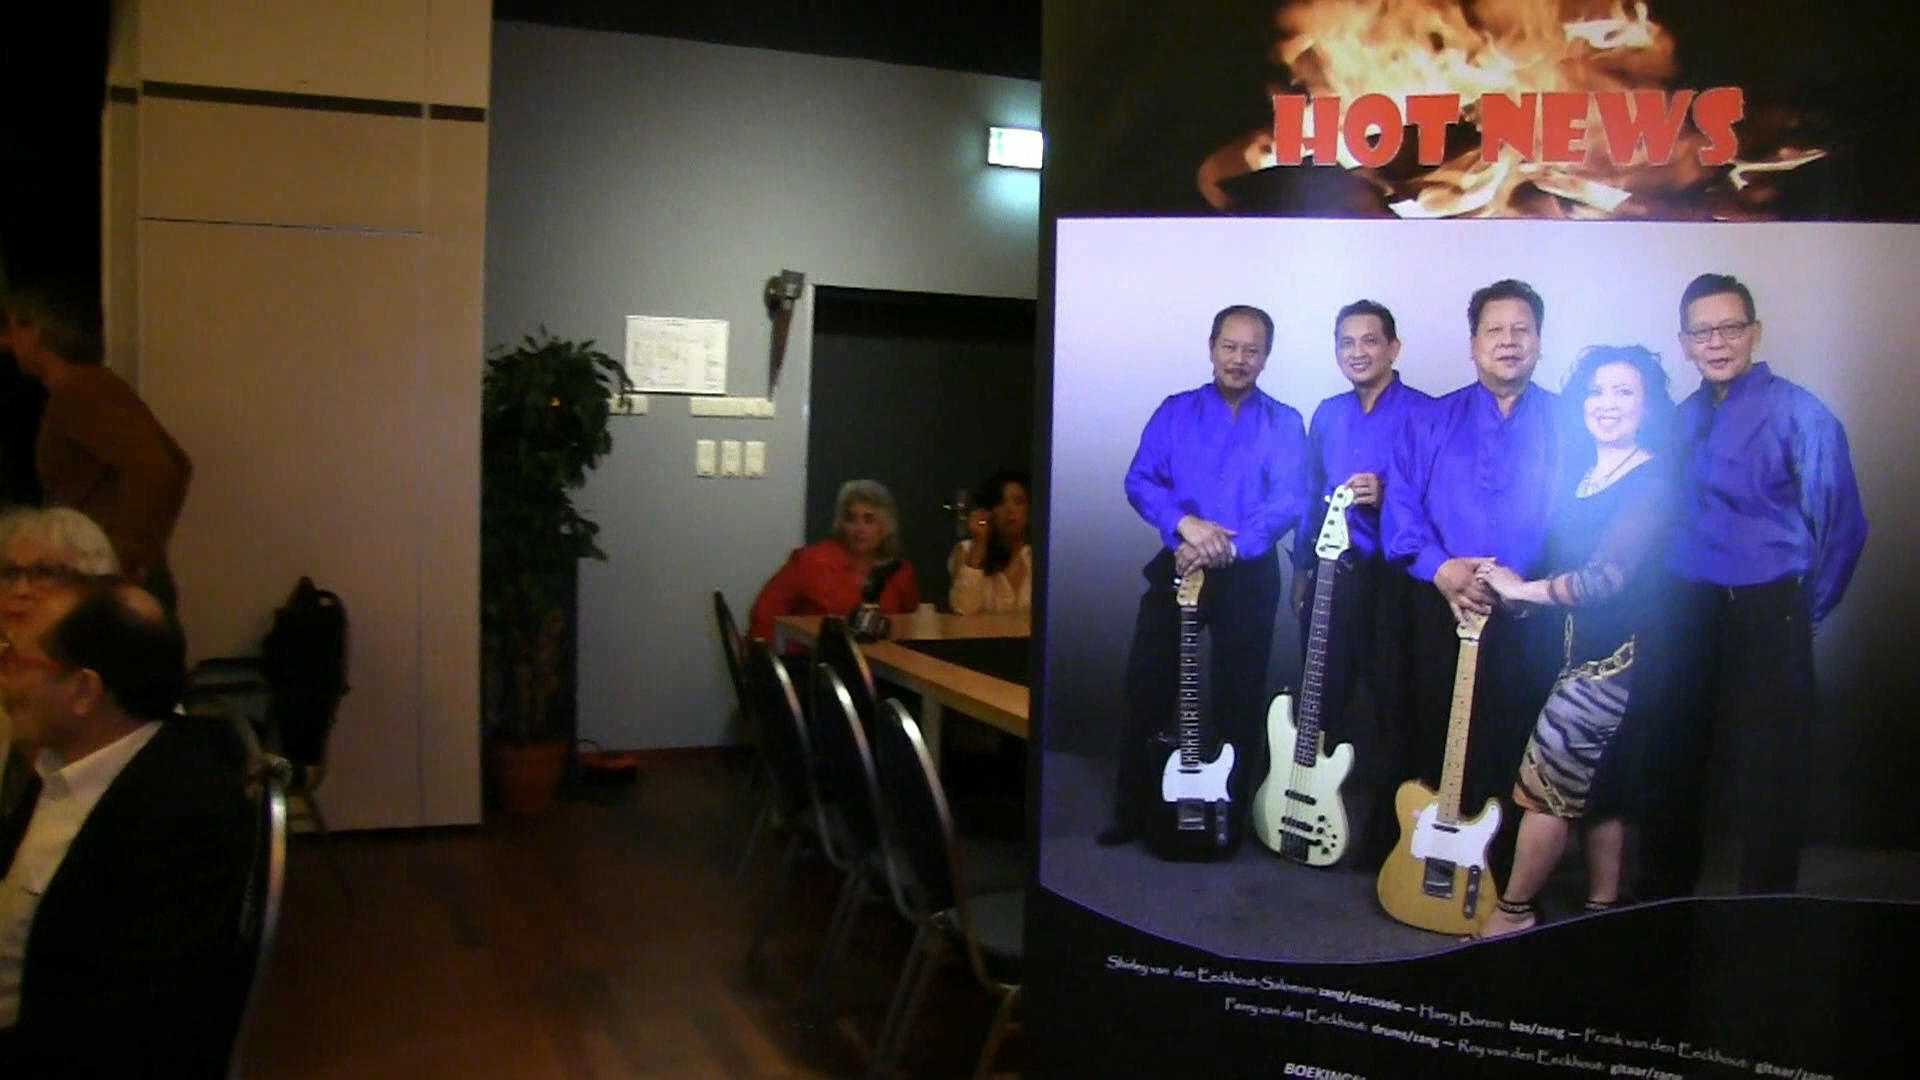 HOT NEWS
Shirley van den Eeckhout-Salomon: zang/percussie — Harry Baron: bas/zang — Frank van den Eeckhout: gitaar/zang
Ferry van den Eeckhout: drums/zang — Roy van den Eeckhout: gitaar/zang